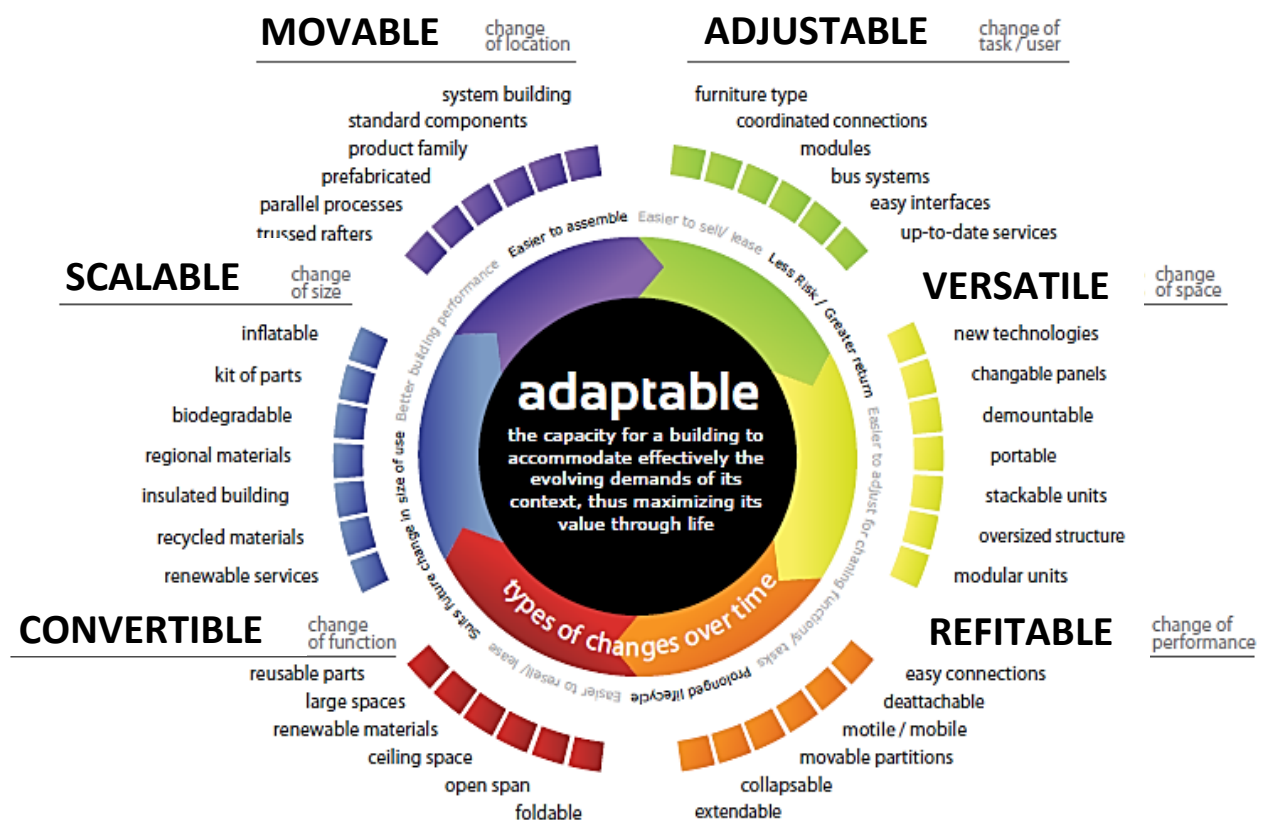 MOVABLE
change
of location
system building
standard components
product family
prefabricated
parallel processes
trussed rafters
ADJUSTABLE
change of
task / user
furniture type
coordinated connections
modules
bus systems
easy interfaces
up-to-date services
SCALABLE
change
of size
inflatable
kit of parts
biodegradable
regional materials
insulated building
recycled materials
renewable services
VERSATILE
change
of space
new technologies
changable panels
demountable
portable
stackable units
oversized structure
modular units
CONVERTIBLE
change
of function
reusable parts
large spaces
renewable materials
ceiling space
open span
foldable
REFITABLE
change of
performance
easy connections
deattachable
motile / mobile
movable partitions
collapsable
extendable
Easier to assemble
Easier to sell/ lease
Less Risk / Greater return
Easier to adjust for chaning functions/ tasks
Prolonged lifecycle
Easier to resell/ lease
Suits future change in size of use
Better building performance
adaptable
the capacity for a building to
accommodate effectively the
evolving demands of its
context, thus maximizing its
value through life
types of changes over time